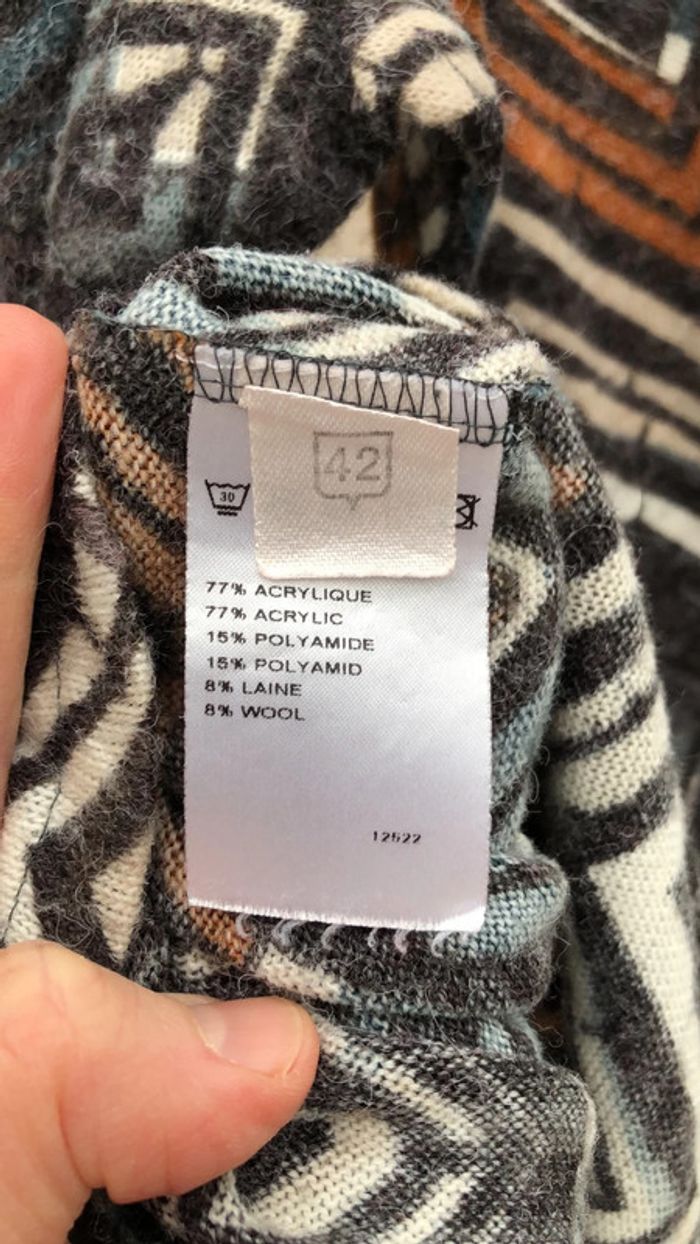 42
30
77% ACRYLIQUE
77% ACRYLIC
15% POLYAMIDE
15% POLYAMID
8% LAINE
8% WOOL
12522